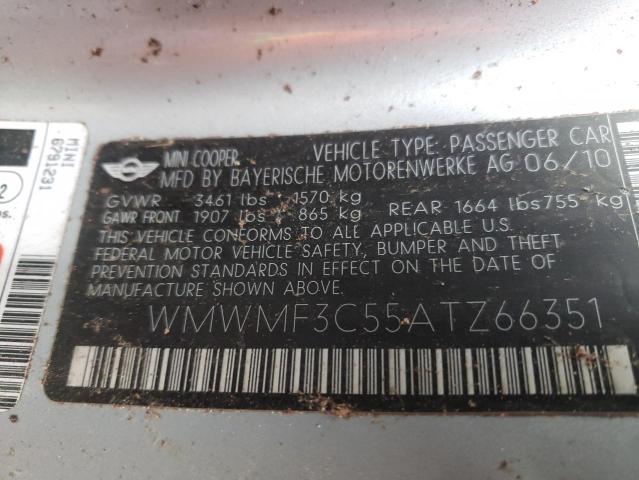 MINI COOPER
VEHICLE TYPE: PASSENGER CAR
MFD BY BAYERISCHE MOTORENWERKE AG 06/10
GVWR 3461 lbs 1570 kg
GAWR FRONT 1907 lbs 865 kg REAR 1664 lbs755 kg
THIS VEHICLE CONFORMS TO ALL APPLICABLE U.S.
FEDERAL MOTOR VEHICLE SAFETY, BUMPER AND THEFT
PREVENTION STANDARDS IN EFFECT ON THE DATE OF
MANUFACTURE SHOWN ABOVE.
WMWMF3C55ATZ66351
MINI